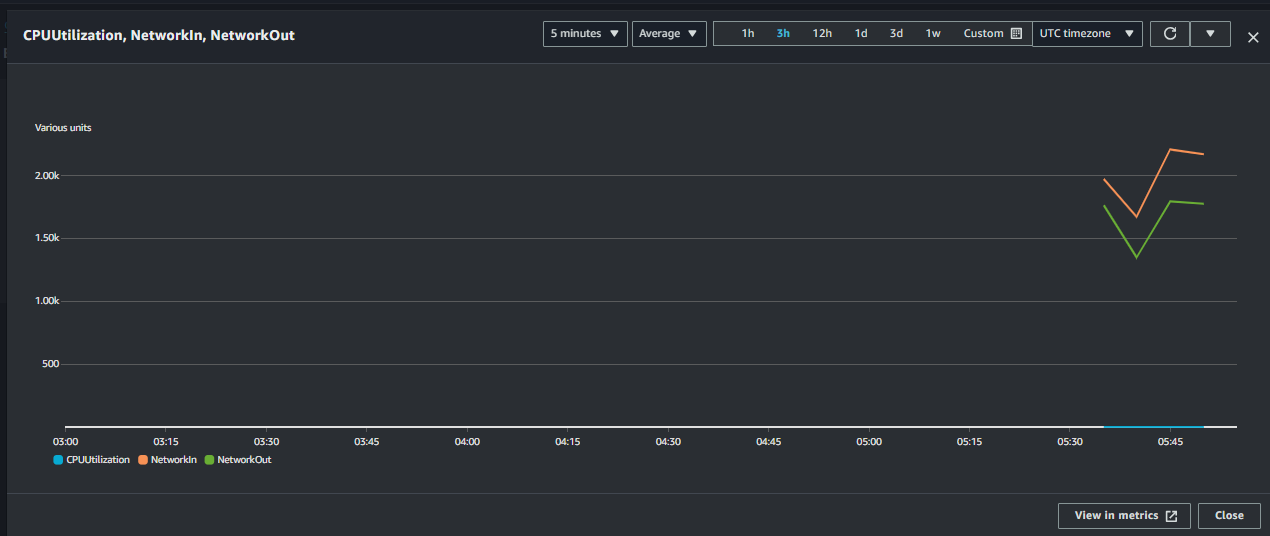 CPUUtilization, NetworkIn, NetworkOut
5 minutes Average 1h 3h 12h 1d 3d 1w Custom UTC timezone
Various units
2.00k
1.50k
1.00k
500
03:00 03:15 03:30 03:45 04:00 04:15 04:30 04:45 05:00 05:15 05:30 05:45
CPUUtilization NetworkIn NetworkOut
View in metrics Close